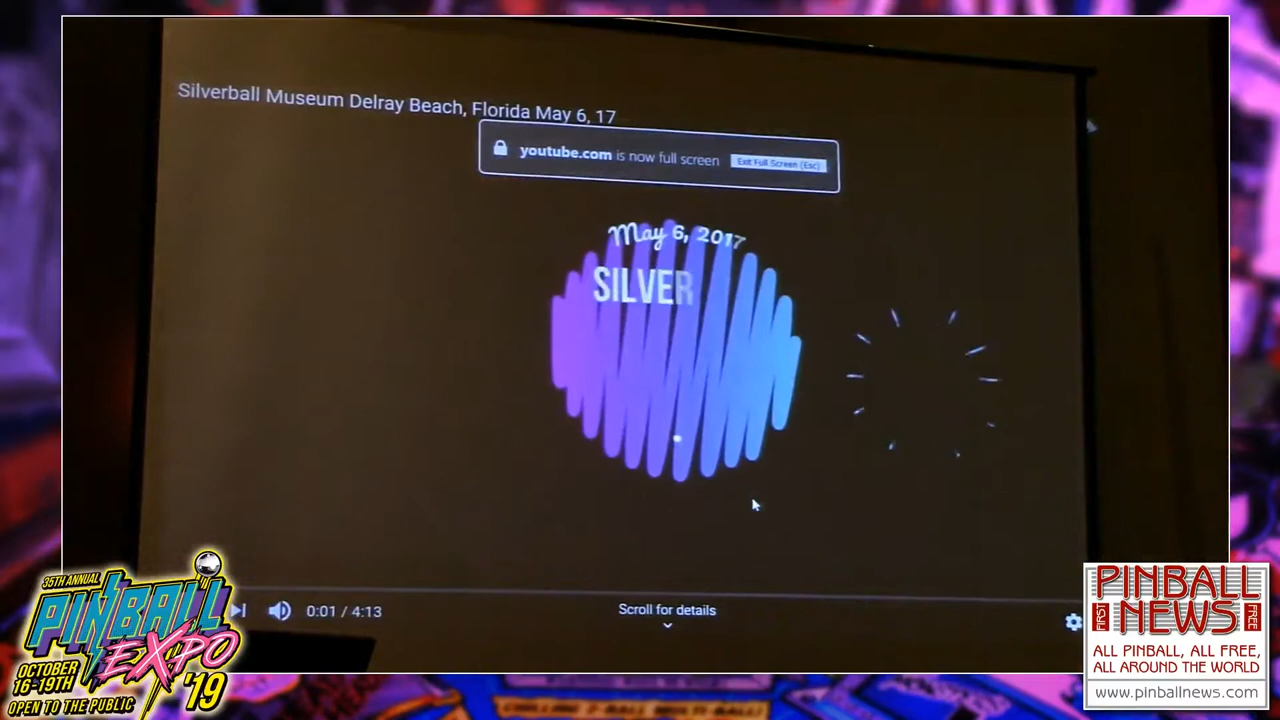 Silverball Museum Delray Beach, Florida May 6, 17
youtube.com is now full screen
Exit Full Screen (Esc)
May 6, 2017
SILVER
0:01 / 4:13
Scroll for details
35TH ANNUAL
PINBALL
EXPO
OCTOBER
16-19TH
'19
OPEN TO THE PUBLIC
PINBALL
FIRST
NEWS
FREE
ALL PINBALL, ALL FREE,
ALL AROUND THE WORLD
www.pinballnews.com